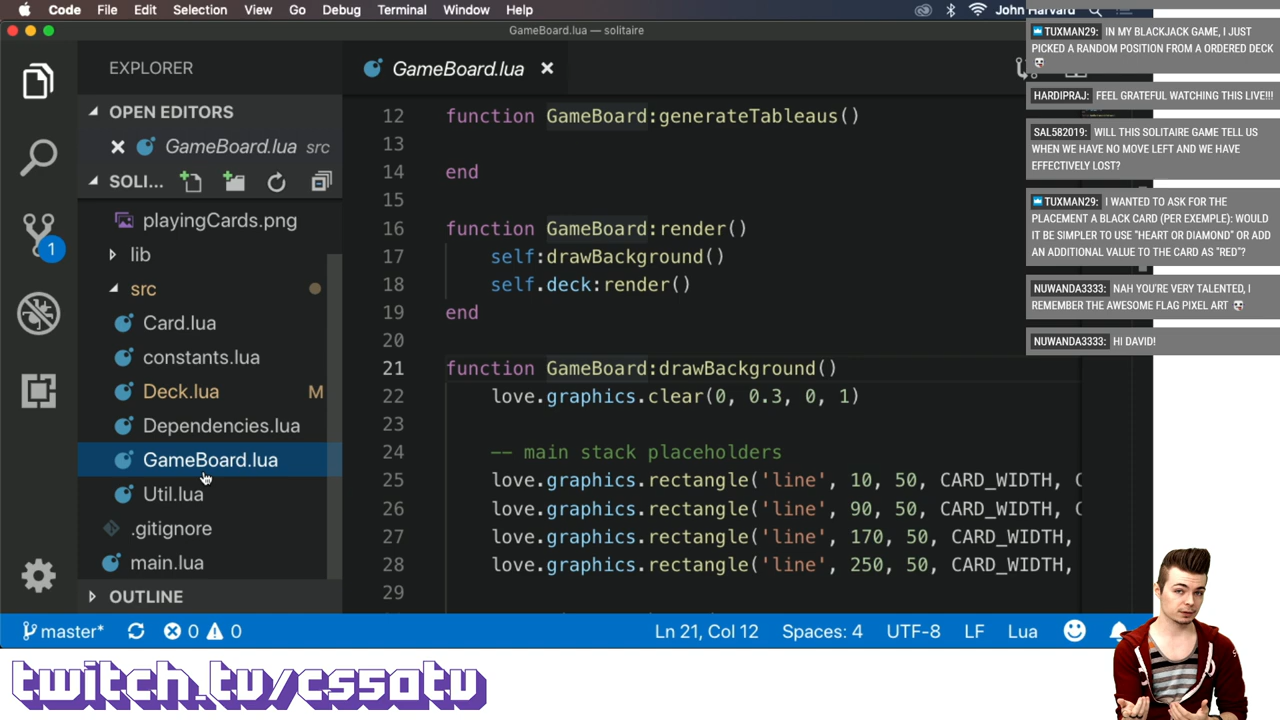 Code File Edit Selection View Go Debug Terminal Window Help John Harvard
GameBoard.lua — solitaire
EXPLORER
OPEN EDITORS
GameBoard.lua src
SOLI...
playingCards.png
lib
src
Card.lua
constants.lua
Deck.lua M
Dependencies.lua
GameBoard.lua
Util.lua
.gitignore
main.lua
OUTLINE
1
GameBoard.lua
12 function GameBoard:generateTableaus()
13
14 end
15
16 function GameBoard:render()
17 self:drawBackground()
18 self.deck:render()
19 end
20
21 function GameBoard:drawBackground()
22 love.graphics.clear(0, 0.3, 0, 1)
23
24 -- main stack placeholders
25 love.graphics.rectangle('line', 10, 50, CARD_WIDTH, C
26 love.graphics.rectangle('line', 90, 50, CARD_WIDTH,
27 love.graphics.rectangle('line', 170, 50, CARD_WIDTH,
28 love.graphics.rectangle('line', 250, 50, CARD_WIDTH,
29
master* 0 0 Ln 21, Col 12 Spaces: 4 UTF-8 LF Lua
TUXMAN29: IN MY BLACKJACK GAME, I JUST
PICKED A RANDOM POSITION FROM A ORDERED DECK
HARDIPRAJ: FEEL GRATEFUL WATCHING THIS LIVE!!!
SAL582019: WILL THIS SOLITAIRE GAME TELL US
WHEN WE HAVE NO MOVE LEFT AND WE HAVE
EFFECTIVELY LOST?
TUXMAN29: I WANTED TO ASK FOR THE
PLACEMENT A BLACK CARD (PER EXEMPLE): WOULD
IT BE SIMPLER TO USE "HEART OR DIAMOND" OR ADD
AN ADDITIONAL VALUE TO THE CARD AS "RED"?
NUWANDA3333: NAH YOU'RE VERY TALENTED, I
REMEMBER THE AWESOME FLAG PIXEL ART
NUWANDA3333: HI DAVID!
twitch.tv/cs50tv